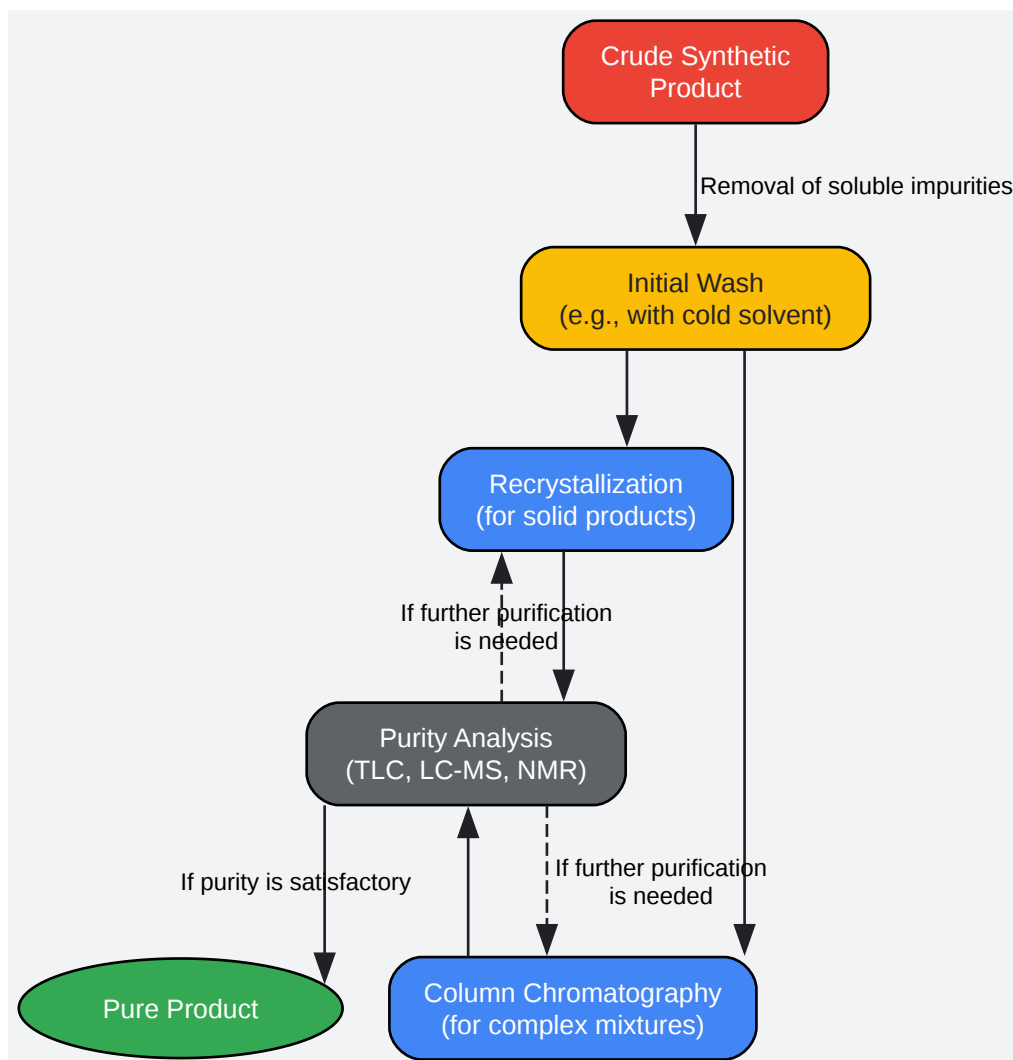 Crude Synthetic
Product
Removal of soluble impurities
Initial Wash
(e.g., with cold solvent)
Recrystallization
(for solid products)
If further purification
is needed
Purity Analysis
(TLC, LC-MS, NMR)
If purity is satisfactory
If further purification
is needed
Pure Product
Column Chromatography
(for complex mixtures)